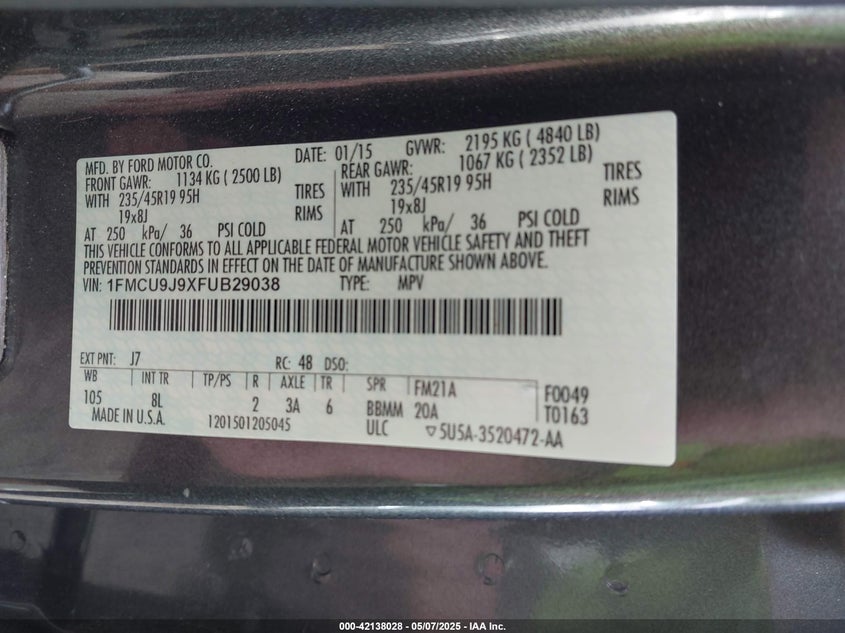 MFD. BY FORD MOTOR CO.
DATE: 01/15 GVWR: 2195 KG ( 4840 LB)
FRONT GAWR: 1134 KG ( 2500 LB)
REAR GAWR: 1067 KG ( 2352 LB)
WITH 235/45R19 95H TIRES
WITH 235/45R19 95H TIRES
19x8J RIMS
19x8J RIMS
AT 250 kPa/ 36 PSI COLD
AT 250 kPa/ 36 PSI COLD
THIS VEHICLE CONFORMS TO ALL APPLICABLE FEDERAL MOTOR VEHICLE SAFETY AND THEFT
PREVENTION STANDARDS IN EFFECT ON THE DATE OF MANUFACTURE SHOWN ABOVE.
VIN: 1FMCU9J9XFUB29038 TYPE: MPV
EXT PNT: J7 RC: 48 DSO:
WB INT TR TP/PS R AXLE TR SPR FM21A F0049
105 8L 2 3A 6 BBMM 20A T0163
MADE IN U.S.A. 1201501205045 ULC ▽5U5A-3520472-AA
000-42138028 - 05/07/2025 - IAA Inc.